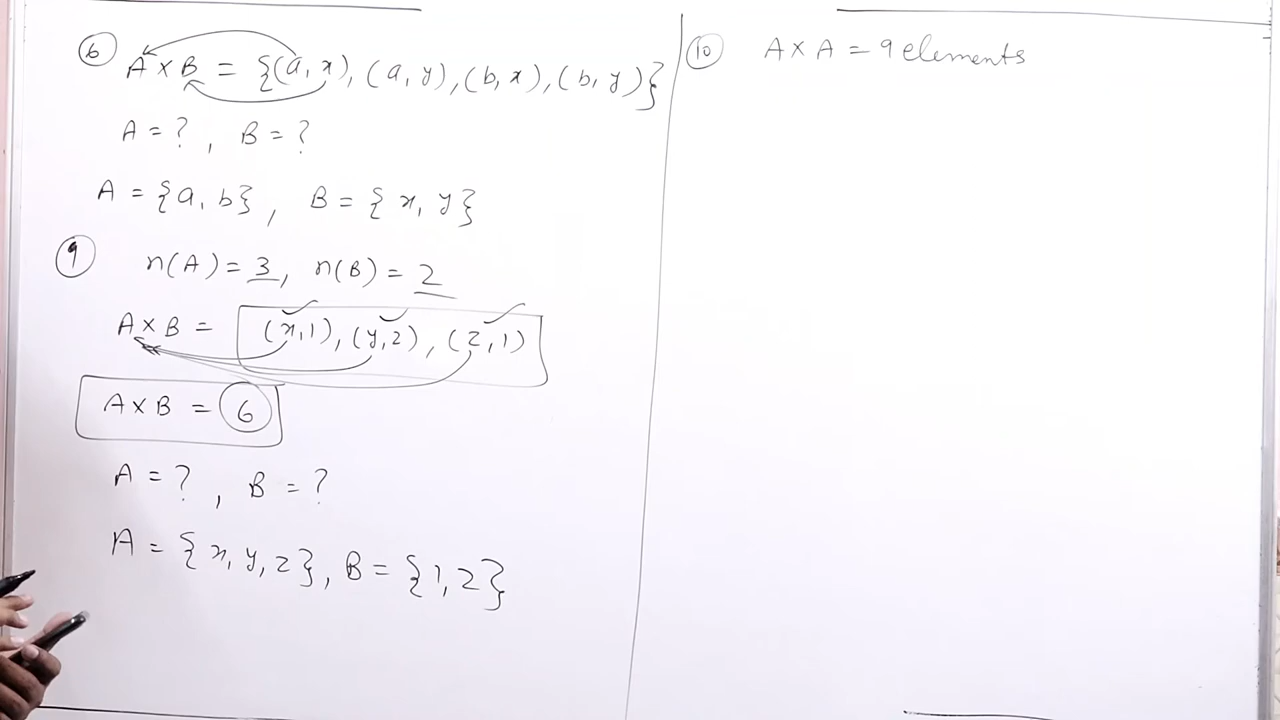 ⑥ A × B = {(a, x), (a, y), (b, x), (b, y)}
A = ?, B = ?
A = {a, b}, B = {x, y}
⑨ n(A) = 3, n(B) = 2
A × B = (x,1), (y,2), (z,1)
A × B = 6
A = ?, B = ?
A = {x, y, z}, B = {1, 2}
⑩ A × A = 9 elements